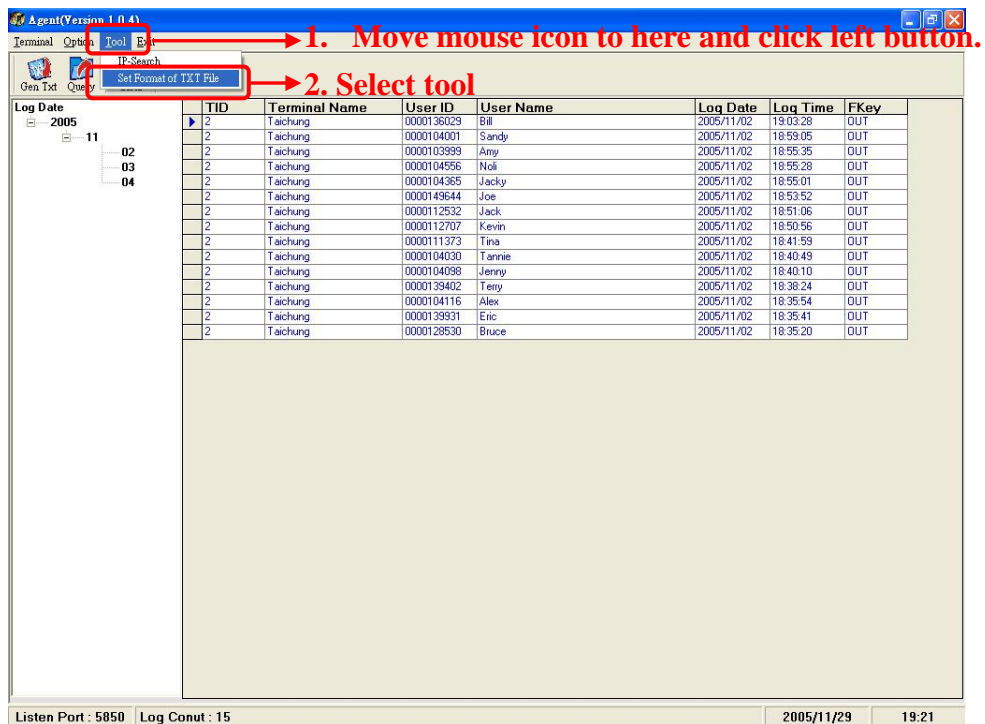 Agent(Version 1.0.4)
Terminal Option Tool Exit
1. Move mouse icon to here and click left button.
IP-Search
Set Format of TXT File
2. Select tool
Gen Txt Query
Log Date
2005
11
02
03
04
TID Terminal Name User ID User Name Log Date Log Time FKey
2 Taichung 0000136029 Bill 2005/11/02 19:03:28 OUT
2 Taichung 0000104001 Sandy 2005/11/02 18:59:05 OUT
2 Taichung 0000103999 Amy 2005/11/02 18:55:35 OUT
2 Taichung 0000104556 Noli 2005/11/02 18:55:28 OUT
2 Taichung 0000104365 Jacky 2005/11/02 18:55:01 OUT
2 Taichung 0000149644 Joe 2005/11/02 18:53:52 OUT
2 Taichung 0000112532 Jack 2005/11/02 18:51:06 OUT
2 Taichung 0000112707 Kevin 2005/11/02 18:50:56 OUT
2 Taichung 0000111373 Tina 2005/11/02 18:41:59 OUT
2 Taichung 0000104030 Tannie 2005/11/02 18:40:49 OUT
2 Taichung 0000104098 Jenny 2005/11/02 18:40:10 OUT
2 Taichung 0000139402 Terry 2005/11/02 18:38:24 OUT
2 Taichung 0000104116 Alex 2005/11/02 18:35:54 OUT
2 Taichung 0000139931 Eric 2005/11/02 18:35:41 OUT
2 Taichung 0000128530 Bruce 2005/11/02 18:35:20 OUT
Listen Port : 5850 Log Conut : 15 2005/11/29 19:21